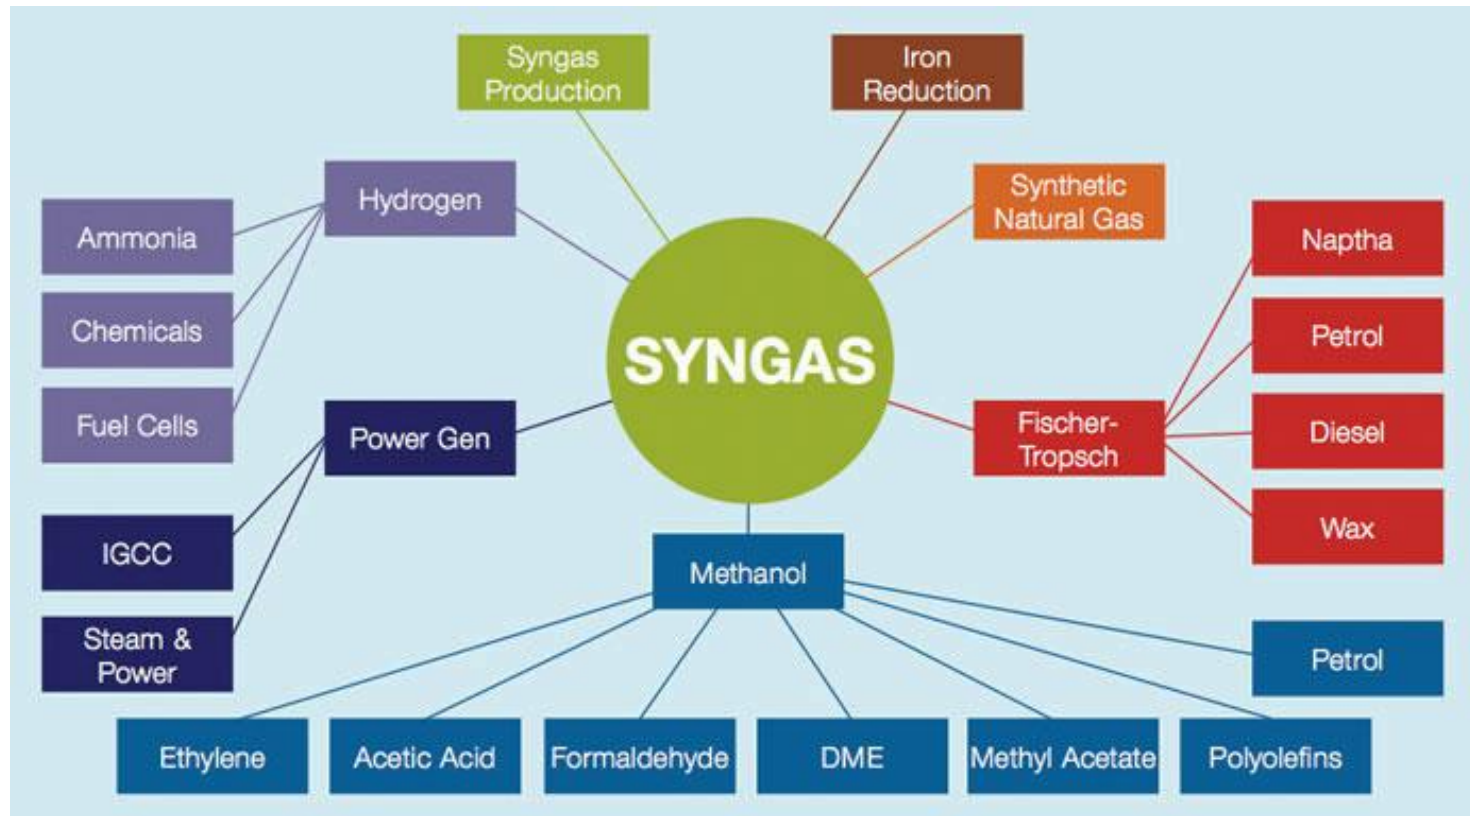 Syngas
Production
Iron
Reduction
Hydrogen
Synthetic
Natural Gas
Ammonia
Naptha
Chemicals
Petrol
SYNGAS
Fuel Cells
Power Gen
Fischer-
Tropsch
Diesel
IGCC
Wax
Methanol
Steam &
Power
Petrol
Ethylene
Acetic Acid
Formaldehyde
DME
Methyl Acetate
Polyolefins